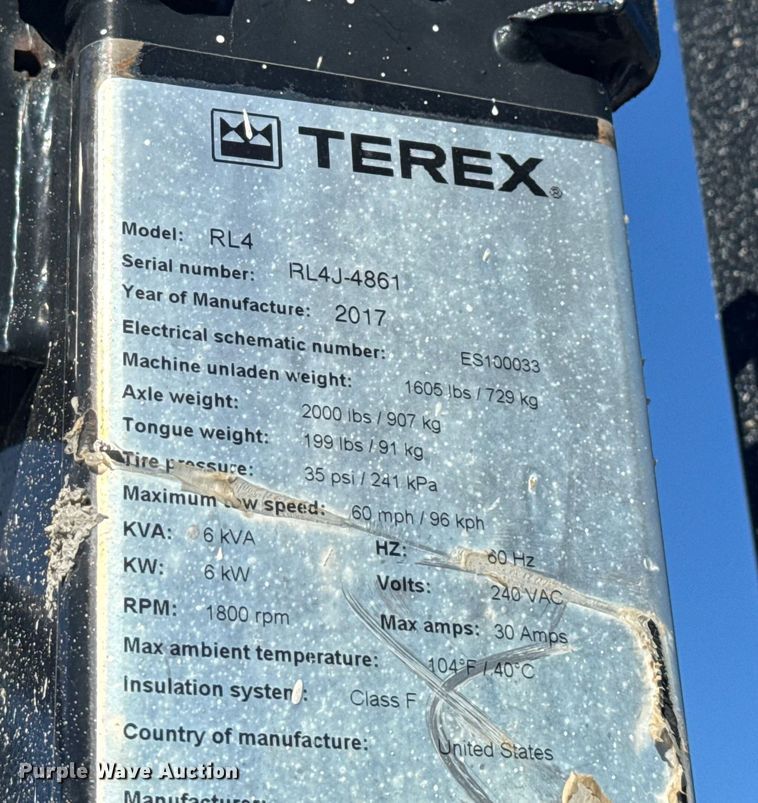 TEREX®
Model: RL4
Serial number: RL4J-4861
Year of Manufacture: 2017
Electrical schematic number: ES100033
Machine unladen weight: 1605 lbs / 729 kg
Axle weight: 2000 lbs / 907 kg
Tongue weight: 199 lbs / 91 kg
Tire pressure: 35 psi / 241 kPa
Maximum tow speed: 60 mph / 96 kph
KVA: 6 kVA HZ: 60 Hz
KW: 6 kW Volts: 240 VAC
RPM: 1800 rpm Max amps: 30 Amps
Max ambient temperature: 104°F / 40°C
Insulation system: Class F
Country of manufacture: United States
Manufacturer:
Purple Wave Auction